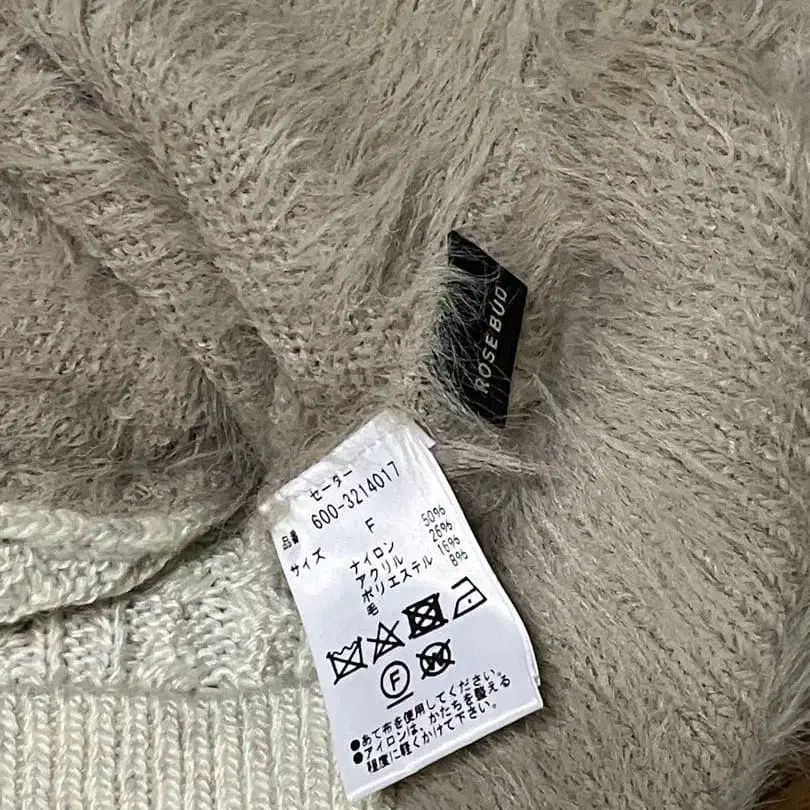 ROSE BUD
セーター
品番 600-3214017
サイズ F
ナイロン 50%
アクリル 26%
ポリエステル 16%
毛 8%
F
W
●あて布を使用してください。
●アイロンは、かたちを整える
程度に軽くかけて下さい。